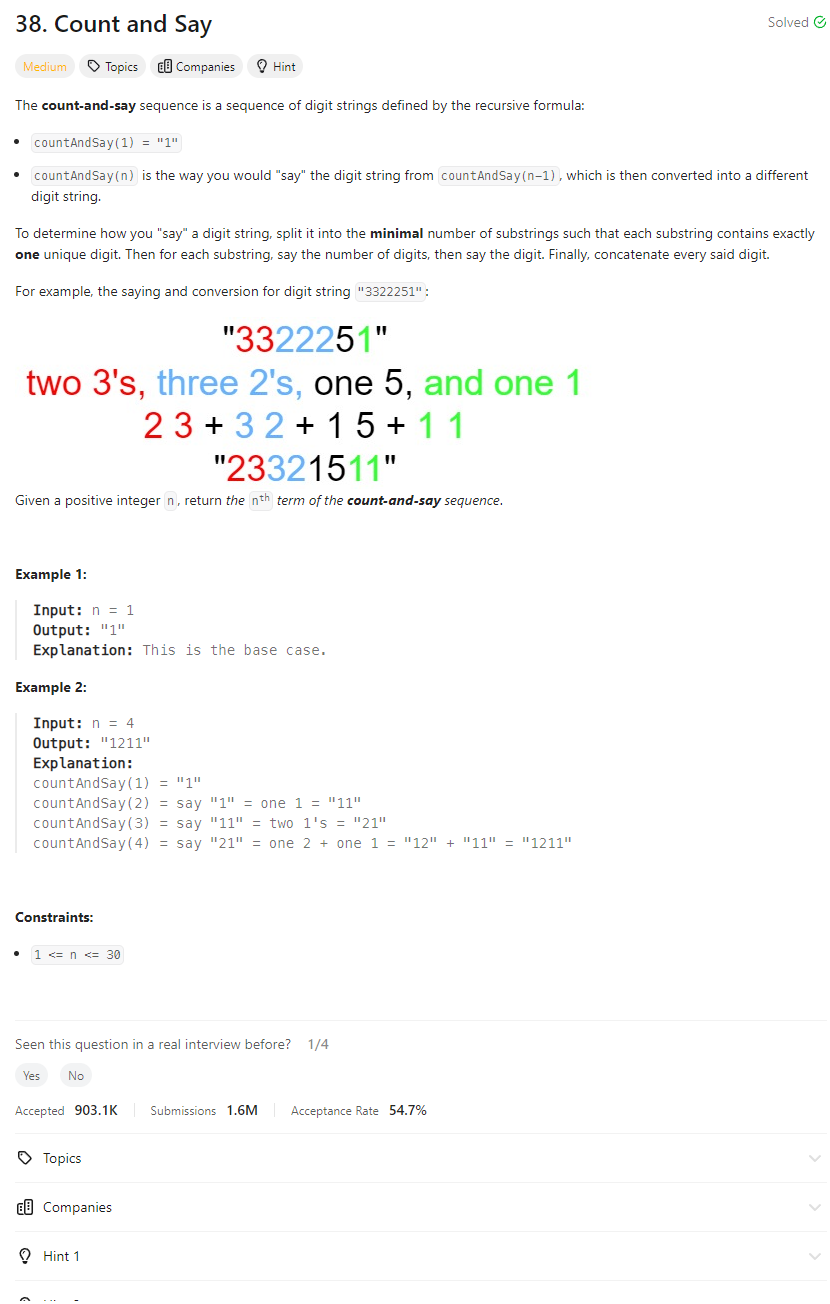 38. Count and Say
Solved
Medium Topics Companies Hint
The count-and-say sequence is a sequence of digit strings defined by the recursive formula:
• countAndSay(1) = "1"
• countAndSay(n) is the way you would "say" the digit string from countAndSay(n-1), which is then converted into a different
digit string.
To determine how you "say" a digit string, split it into the minimal number of substrings such that each substring contains exactly
one unique digit. Then for each substring, say the number of digits, then say the digit. Finally, concatenate every said digit.
For example, the saying and conversion for digit string "3322251":
"3322251"
two 3's, three 2's, one 5, and one 1
2 3 + 3 2 + 1 5 + 1 1
"23321511"
Given a positive integer n, return the nth term of the count-and-say sequence.
Example 1:
Input: n = 1
Output: "1"
Explanation: This is the base case.
Example 2:
Input: n = 4
Output: "1211"
Explanation:
countAndSay(1) = "1"
countAndSay(2) = say "1" = one 1 = "11"
countAndSay(3) = say "11" = two 1's = "21"
countAndSay(4) = say "21" = one 2 + one 1 = "12" + "11" = "1211"
Constraints:
• 1 <= n <= 30
Seen this question in a real interview before? 1/4
Yes No
Accepted 903.1K Submissions 1.6M Acceptance Rate 54.7%
Topics
Companies
Hint 1